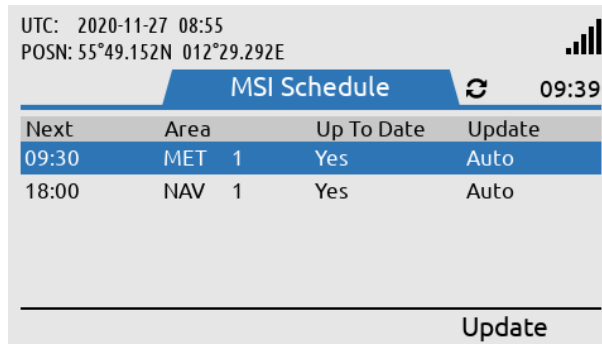 UTC: 2020-11-27 08:55
POSN: 55°49.152N 012°29.292E
MSI Schedule 09:39
Next Area Up To Date Update
09:30 MET 1 Yes Auto
18:00 NAV 1 Yes Auto
Update